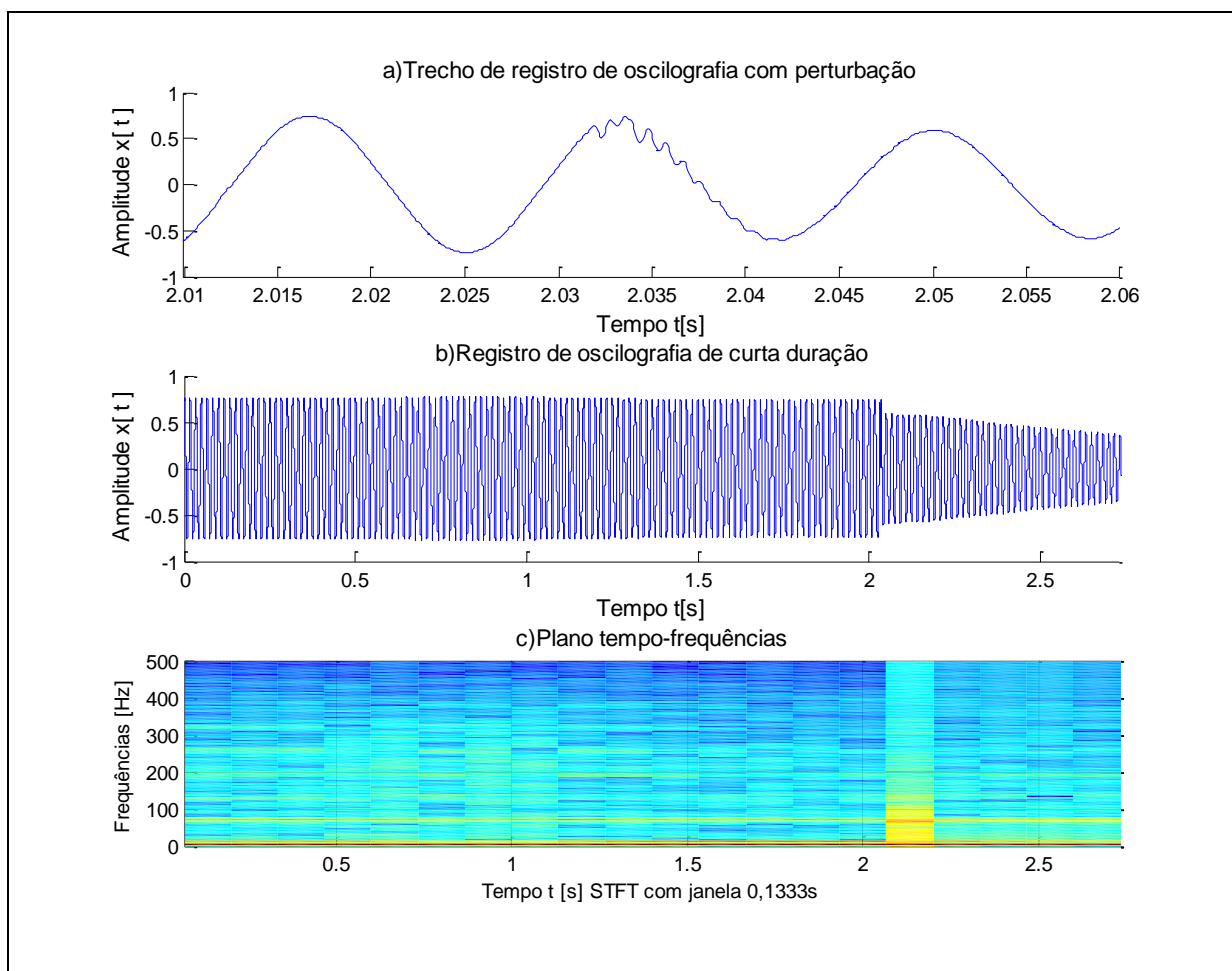 a)Trecho de registro de oscilografia com perturbação
1
0.5
0
-0.5
-1
Amplitude x[ t ]
2.01 2.015 2.02 2.025 2.03 2.035 2.04 2.045 2.05 2.055 2.06
Tempo t[s]
b)Registro de oscilografia de curta duração
1
0.5
0
-0.5
-1
Amplitude x[ t ]
0 0.5 1 1.5 2 2.5
Tempo t[s]
c)Plano tempo-frequências
500
400
300
200
100
0
Frequências [Hz]
0.5 1 1.5 2 2.5
Tempo t [s] STFT com janela 0,1333s